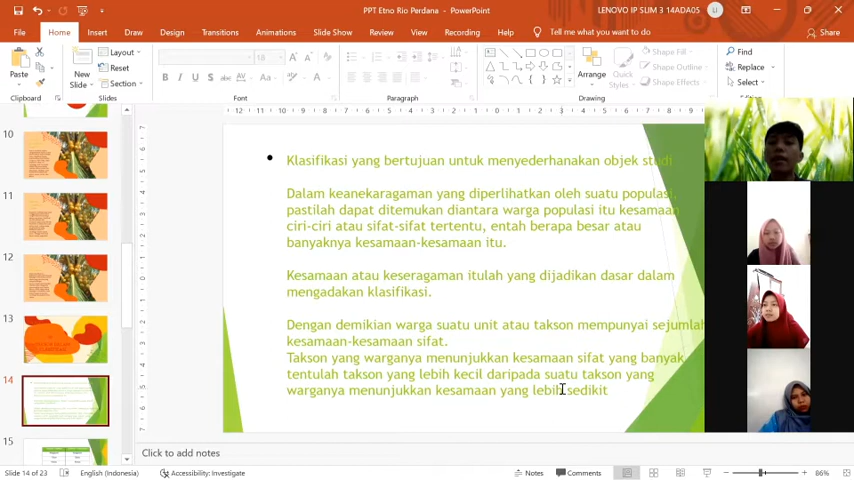 PPT Etno Rio Perdana - PowerPoint
LENOVO IP SLIM 3 14ADA05
U
File Home Insert Draw Design Transitions Animations Slide Show Review View Recording Help Tell me what you want to do Share
Paste
New Slide
Layout
Reset
Section
Arrange
Quick Styles
Shape Fill
Shape Outline
Shape Effects
Find
Replace
Select
Clipboard Slides Font Paragraph Drawing Editing
10
11
12
13
14
15
Klasifikasi yang bertujuan untuk menyederhanakan objek studi
Dalam keanekaragaman yang diperlihatkan oleh suatu populasi,
pastilah dapat ditemukan diantara warga populasi itu kesamaan
ciri-ciri atau sifat-sifat tertentu, entah berapa besar atau
banyaknya kesamaan-kesamaan itu.
Kesamaan atau keseragaman itulah yang dijadikan dasar dalam
mengadakan klasifikasi.
Dengan demikian warga suatu unit atau takson mempunyai sejumlah
kesamaan-kesamaan sifat.
Takson yang warganya menunjukkan kesamaan sifat yang banyak,
tentulah takson yang lebih kecil daripada suatu takson yang
warganya menunjukkan kesamaan yang lebih sedikit
Click to add notes
Slide 14 of 23 English (Indonesia) Accessibility: Investigate Notes Comments 86%